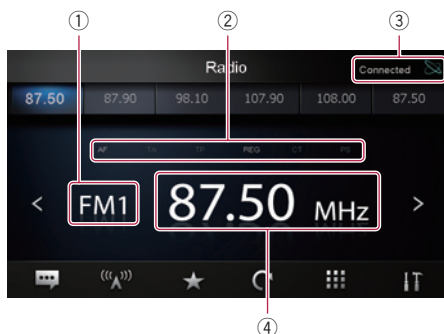 ① ② ③
Radio
Connected
87.50 87.90 98.10 107.90 108.00 87.50
AF TA TP REG CT PS
< FM1 87.50 MHz >
④